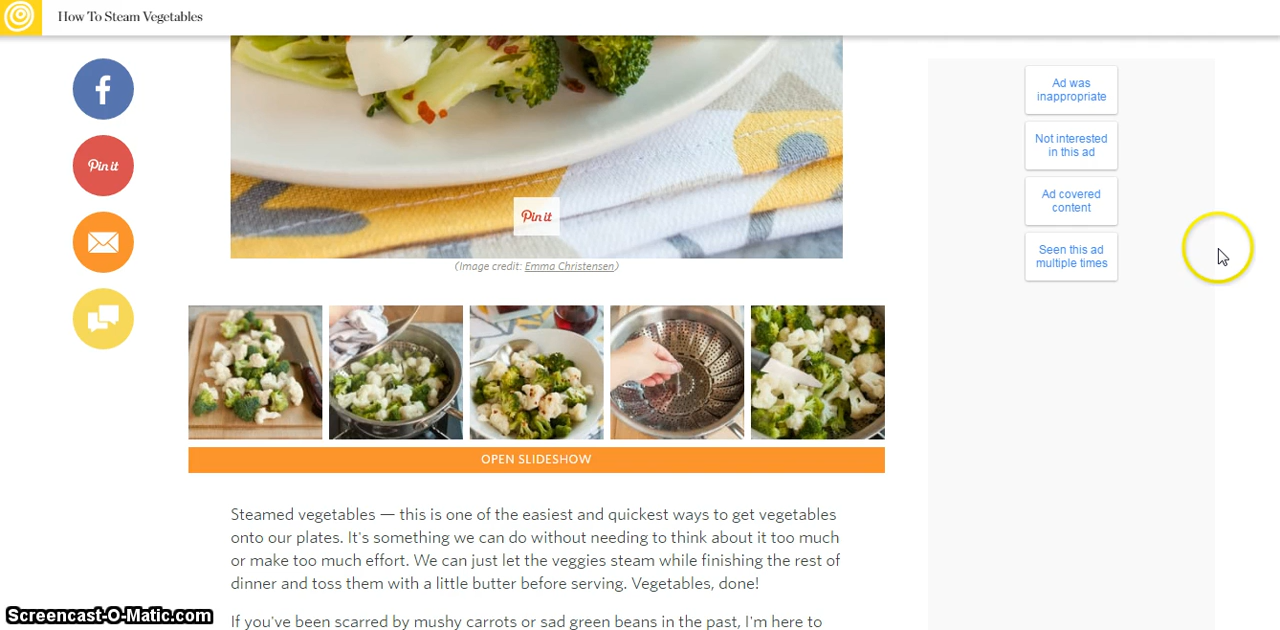 How To Steam Vegetables
Pin it
Pin it
(Image credit: Emma Christensen)
OPEN SLIDESHOW
Steamed vegetables — this is one of the easiest and quickest ways to get vegetables
onto our plates. It's something we can do without needing to think about it too much
or make too much effort. We can just let the veggies steam while finishing the rest of
dinner and toss them with a little butter before serving. Vegetables, done!
If you've been scarred by mushy carrots or sad green beans in the past, I'm here to
Ad was
inappropriate
Not interested
in this ad
Ad covered
content
Seen this ad
multiple times
Screencast-O-Matic.com